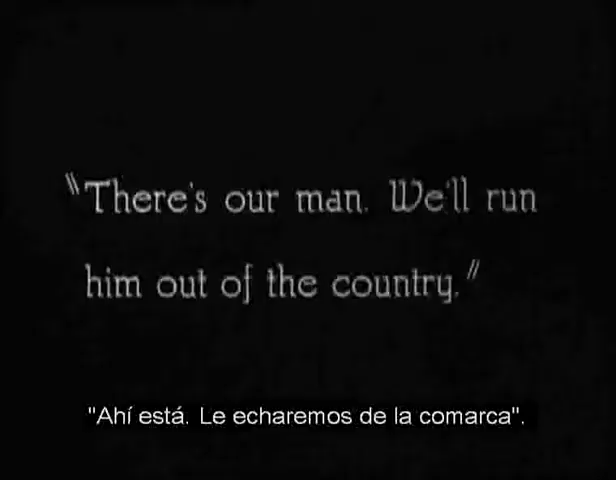 "There's our man. We'll run
him out of the country."
"Ahí está. Le echaremos de la comarca".